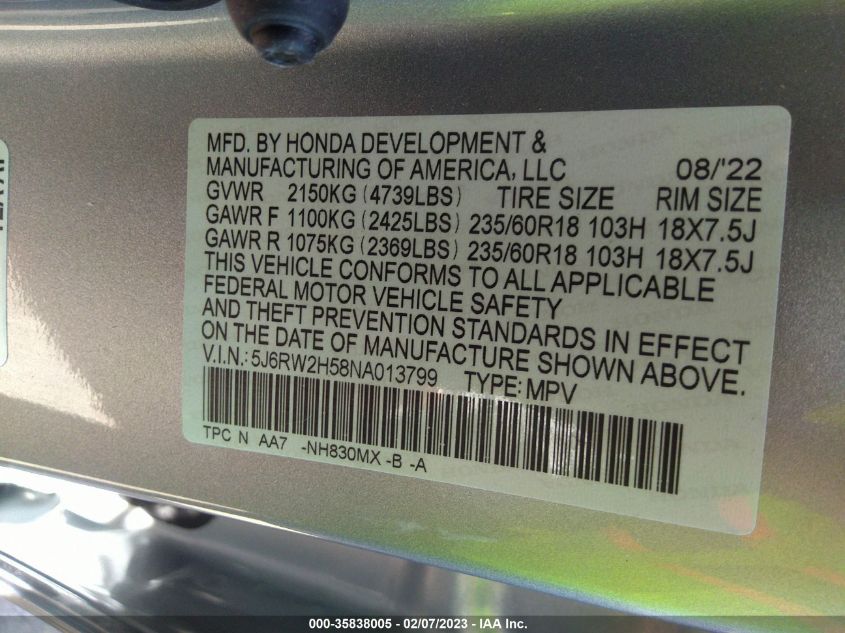 MFD. BY HONDA DEVELOPMENT &
MANUFACTURING OF AMERICA, LLC 08/'22
GVWR 2150KG (4739LBS) TIRE SIZE RIM SIZE
GAWR F 1100KG (2425LBS) 235/60R18 103H 18X7.5J
GAWR R 1075KG (2369LBS) 235/60R18 103H 18X7.5J
THIS VEHICLE CONFORMS TO ALL APPLICABLE
FEDERAL MOTOR VEHICLE SAFETY
AND THEFT PREVENTION STANDARDS IN EFFECT
ON THE DATE OF MANUFACTURE SHOWN ABOVE.
V.I.N.: 5J6RW2H58NA013799 TYPE: MPV
TPC N AA7 -NH830MX -B -A
000-35838005 - 02/07/2023 - IAA Inc.